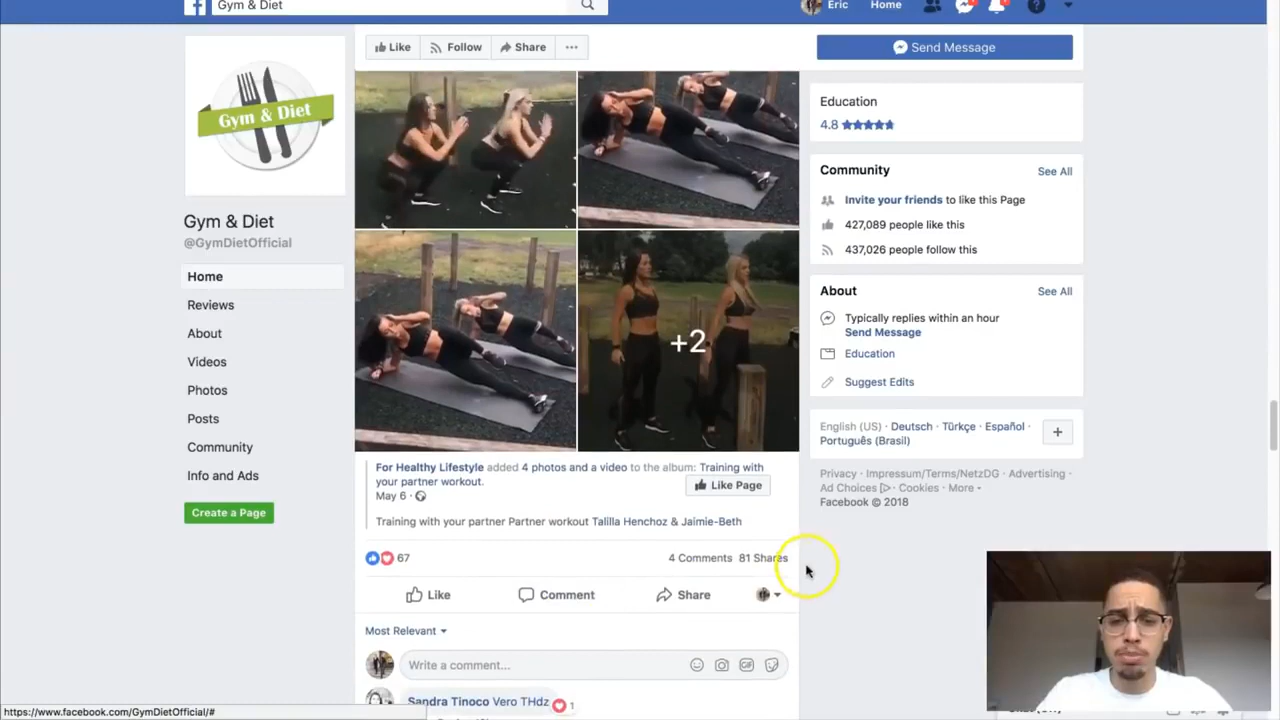 Gym & Diet
Eric
Home
Like
Follow
Share
Send Message
Gym & Diet
Gym & Diet
@GymDietOfficial
Home
Reviews
About
Videos
Photos
Posts
Community
Info and Ads
Create a Page
+2
For Healthy Lifestyle added 4 photos and a video to the album: Training with
your partner workout.
May 6 ·
Like Page
Training with your partner Partner workout Talilla Henchoz & Jaimie-Beth
67
4 Comments 81 Shares
Like
Comment
Share
Most Relevant
Write a comment...
GIF
Sandra Tinoco Vero THdz
1
Education
4.8
Community
See All
Invite your friends to like this Page
427,089 people like this
437,026 people follow this
About
See All
Typically replies within an hour
Send Message
Education
Suggest Edits
English (US) · Deutsch · Türkçe · Español ·
Português (Brasil)
Privacy · Impressum/Terms/NetzDG · Advertising ·
Ad Choices · Cookies · More
Facebook © 2018
https://www.facebook.com/GymDietOfficial/#